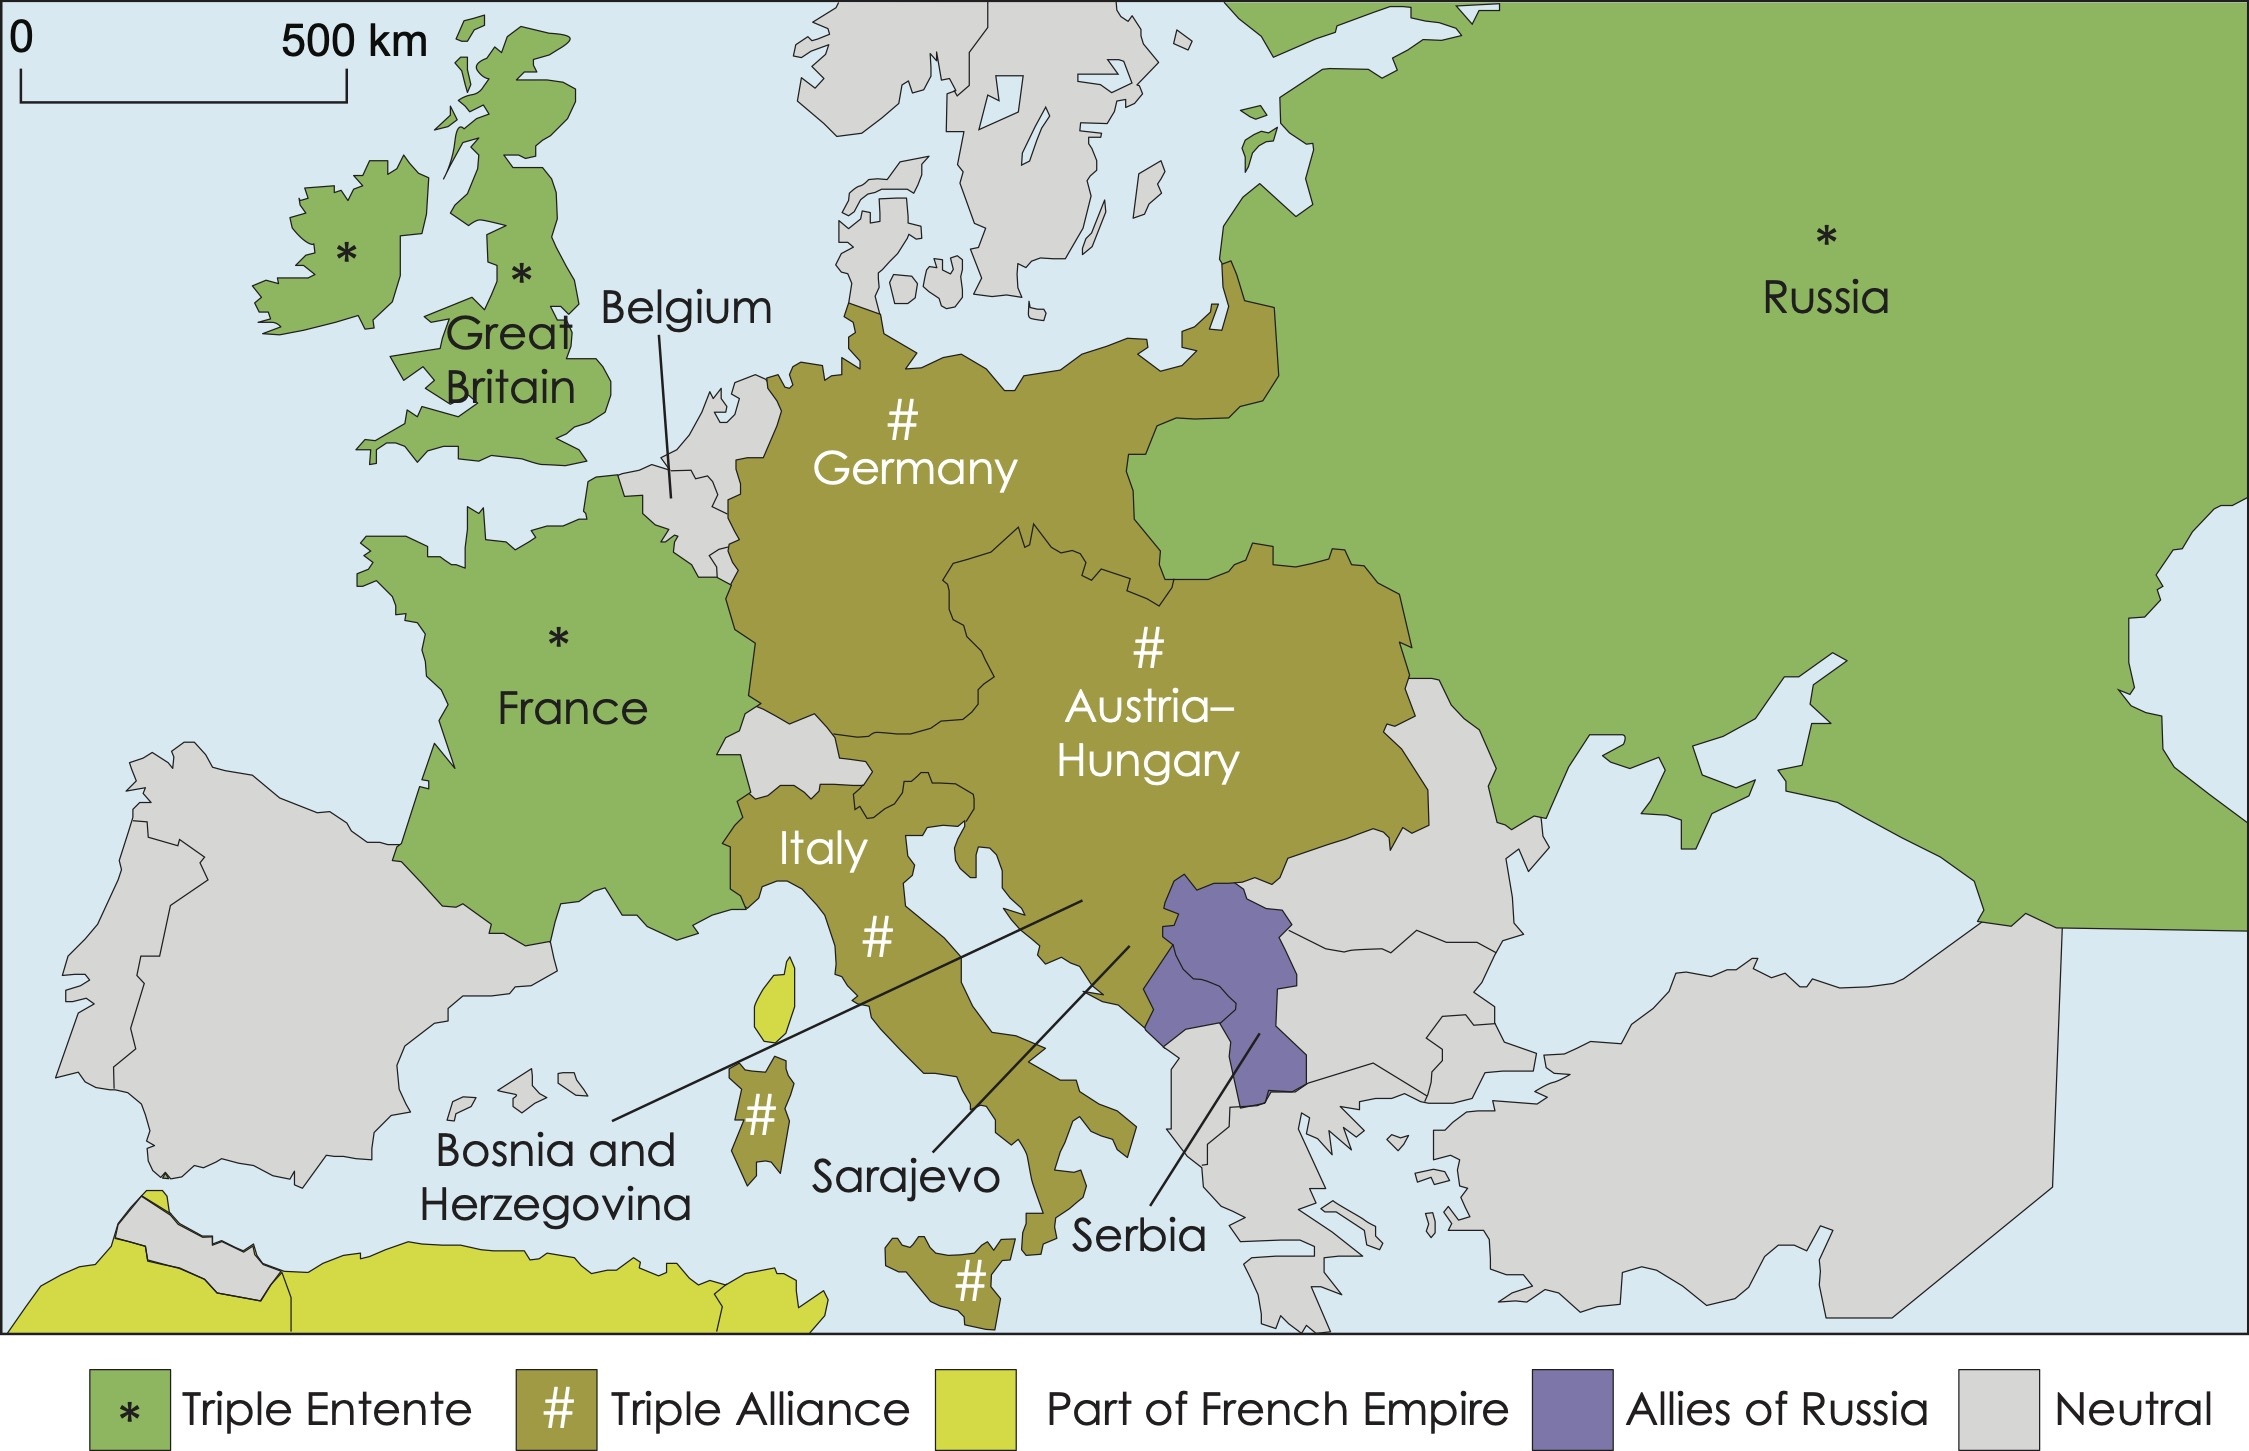 0 500 km
*
Russia
*
*
Great
Britain
Belgium
#
Germany
*
France
#
Austria–
Hungary
Italy
#
#
Bosnia and
Herzegovina
Sarajevo
Serbia
#
* Triple Entente # Triple Alliance Part of French Empire Allies of Russia Neutral